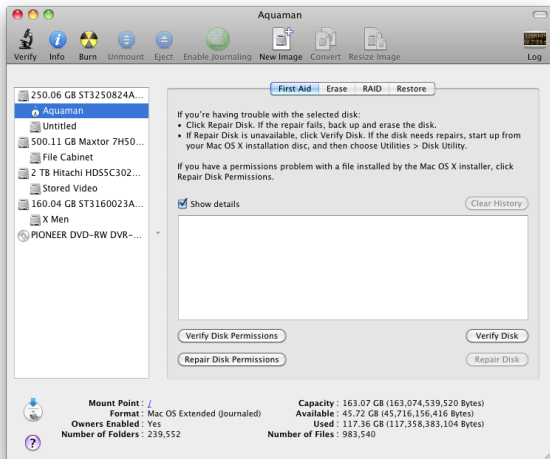 Aquaman
Verify Info Burn Unmount Eject Enable Journaling New Image Convert Resize Image Log
First Aid Erase RAID Restore
250.06 GB ST3250824A...
Aquaman
Untitled
500.11 GB Maxtor 7H50...
File Cabinet
2 TB Hitachi HDS5C302...
Stored Video
160.04 GB ST3160023A...
X Men
PIONEER DVD-RW DVR-...
If you're having trouble with the selected disk:
• Click Repair Disk. If the repair fails, back up and erase the disk.
• If Repair Disk is unavailable, click Verify Disk. If the disk needs repairs, start up from
your Mac OS X installation disc, and then choose Utilities > Disk Utility.
If you have a permissions problem with a file installed by the Mac OS X installer, click
Repair Disk Permissions.
Show details Clear History
Verify Disk Permissions Verify Disk
Repair Disk Permissions Repair Disk
Mount Point : / Capacity : 163.07 GB (163,074,539,520 Bytes)
Format : Mac OS Extended (Journaled) Available : 45.72 GB (45,716,156,416 Bytes)
Owners Enabled : Yes Used : 117.36 GB (117,358,383,104 Bytes)
Number of Folders : 239,552 Number of Files : 983,540
?